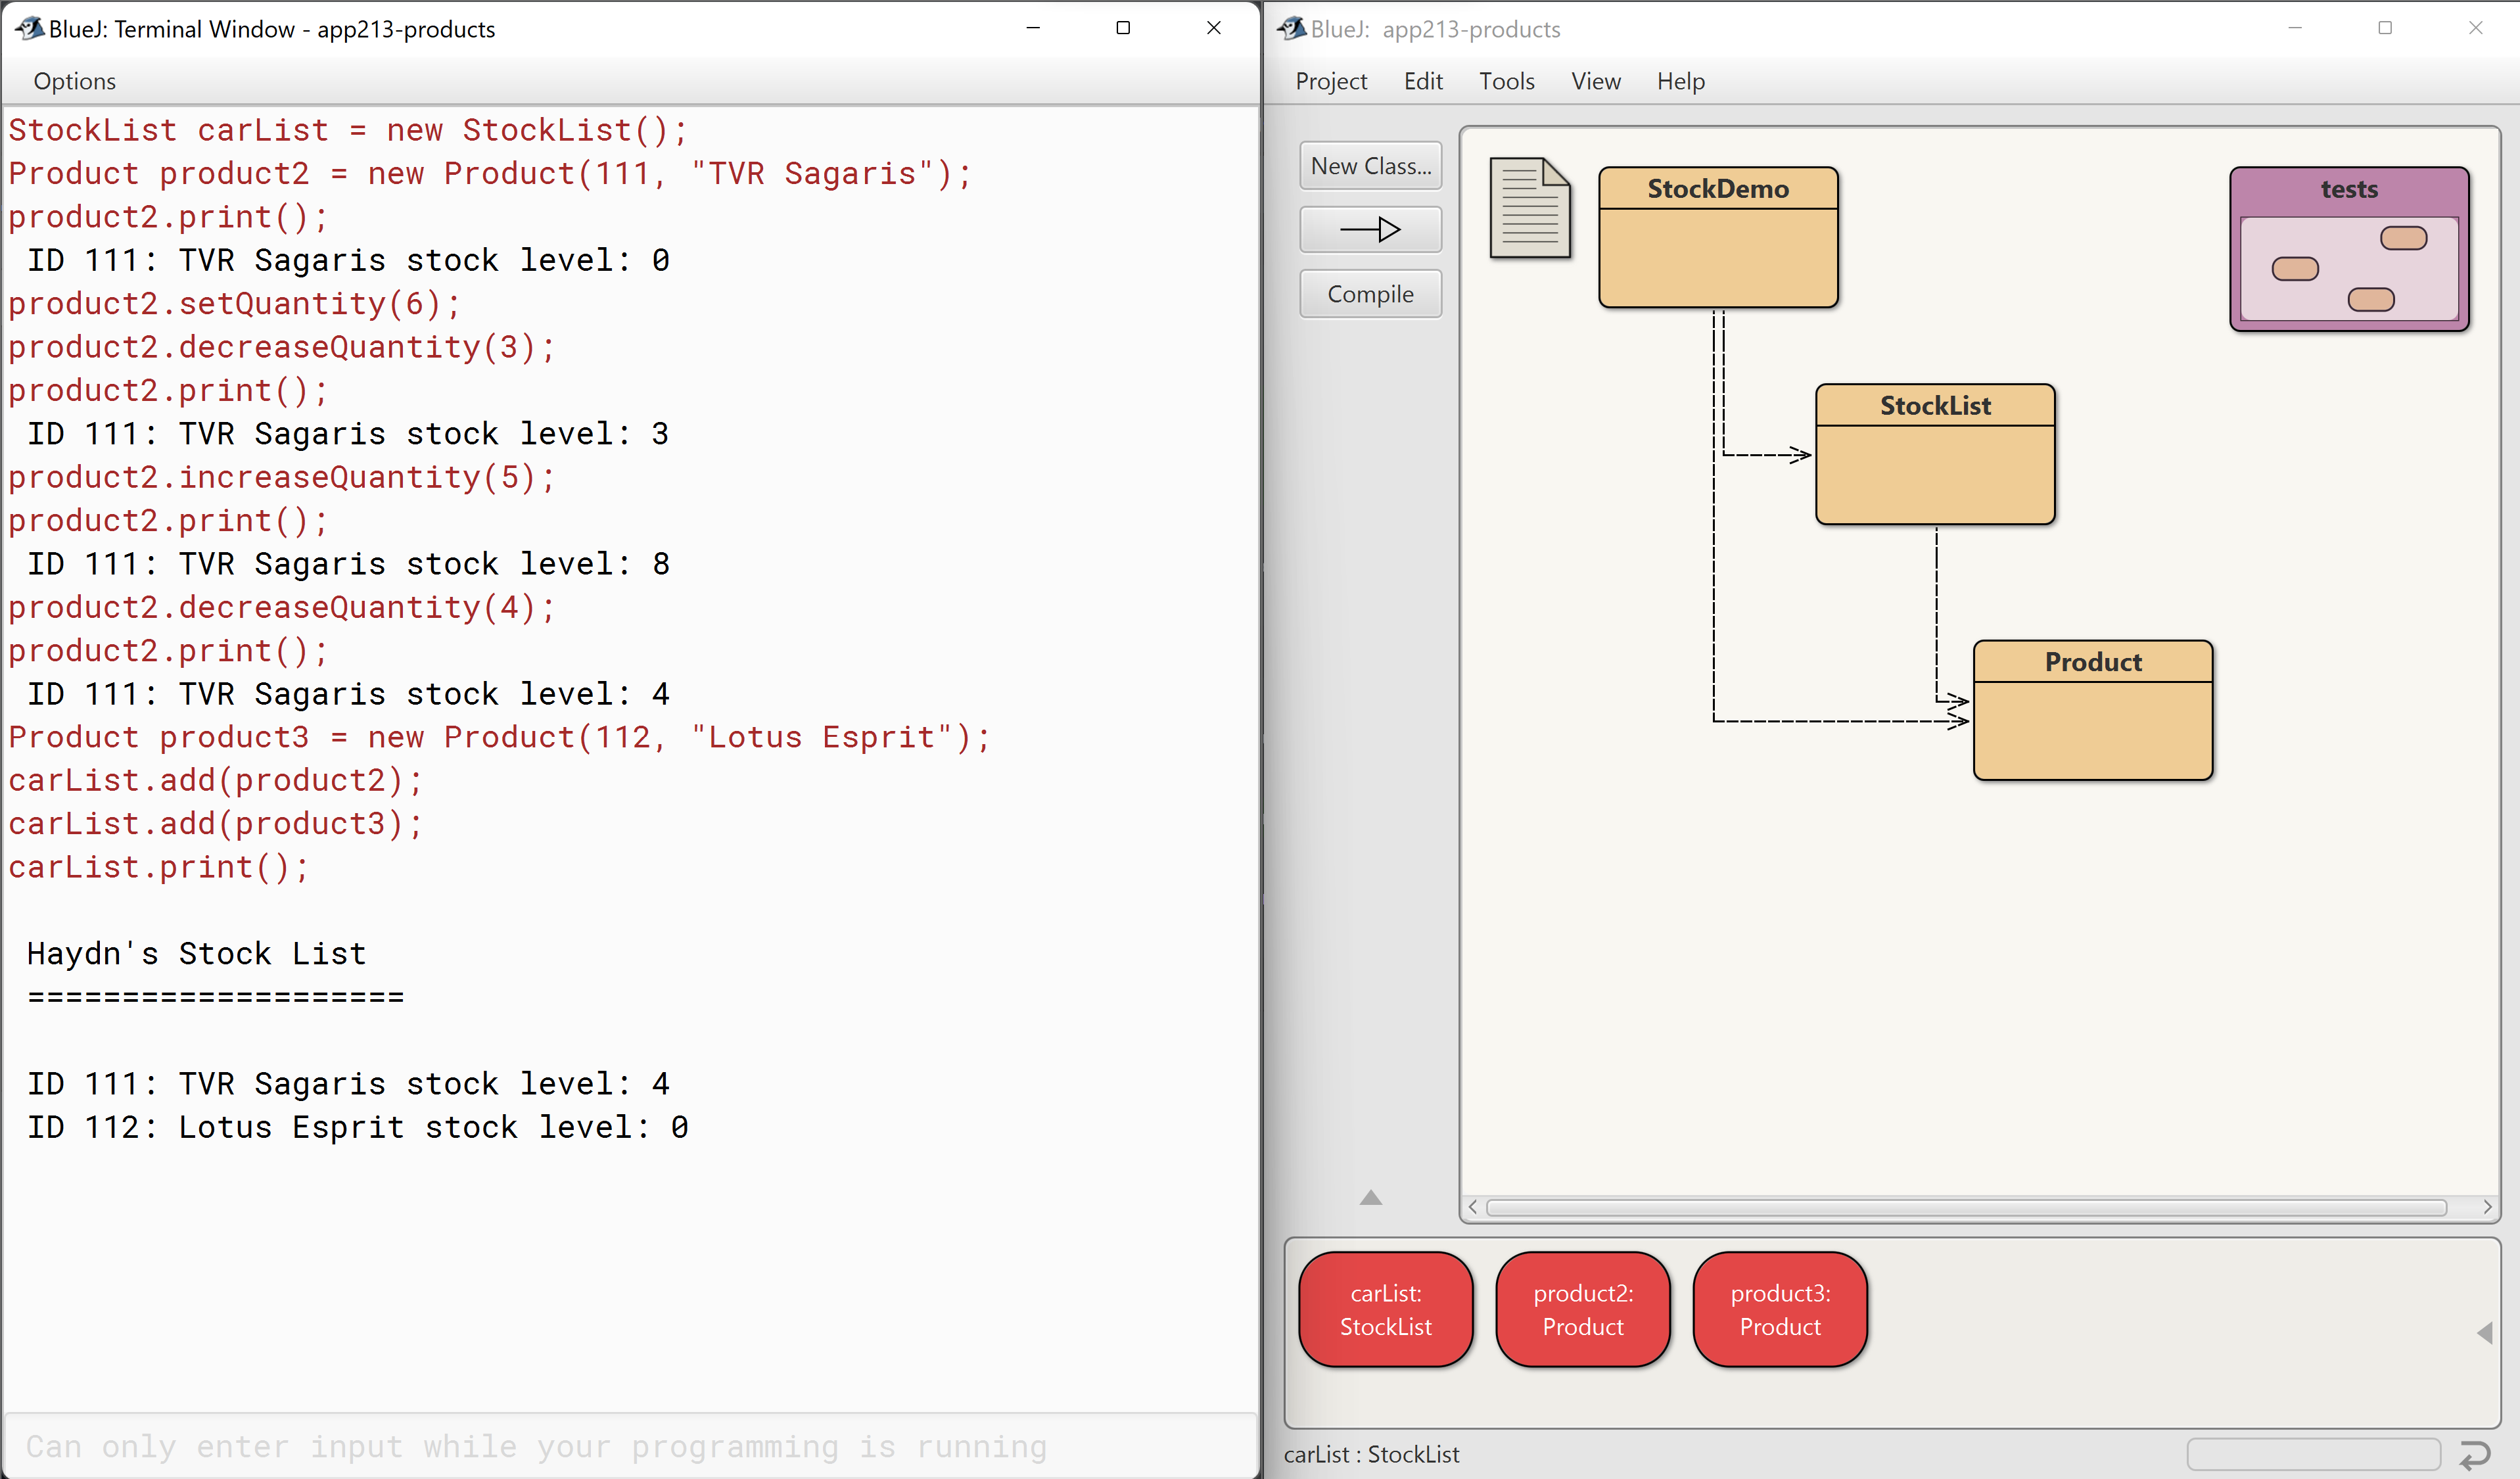 BlueJ: Terminal Window - app213-products
Options
StockList carList = new StockList();
Product product2 = new Product(111, "TVR Sagaris");
product2.print();
ID 111: TVR Sagaris stock level: 0
product2.setQuantity(6);
product2.decreaseQuantity(3);
product2.print();
ID 111: TVR Sagaris stock level: 3
product2.increaseQuantity(5);
product2.print();
ID 111: TVR Sagaris stock level: 8
product2.decreaseQuantity(4);
product2.print();
ID 111: TVR Sagaris stock level: 4
Product product3 = new Product(112, "Lotus Esprit");
carList.add(product2);
carList.add(product3);
carList.print();
Haydn's Stock List
====================
ID 111: TVR Sagaris stock level: 4
ID 112: Lotus Esprit stock level: 0
Can only enter input while your programming is running
BlueJ: app213-products
Project Edit Tools View Help
New Class...
Compile
StockDemo
tests
StockList
Product
carList:
StockList
product2:
Product
product3:
Product
carList : StockList